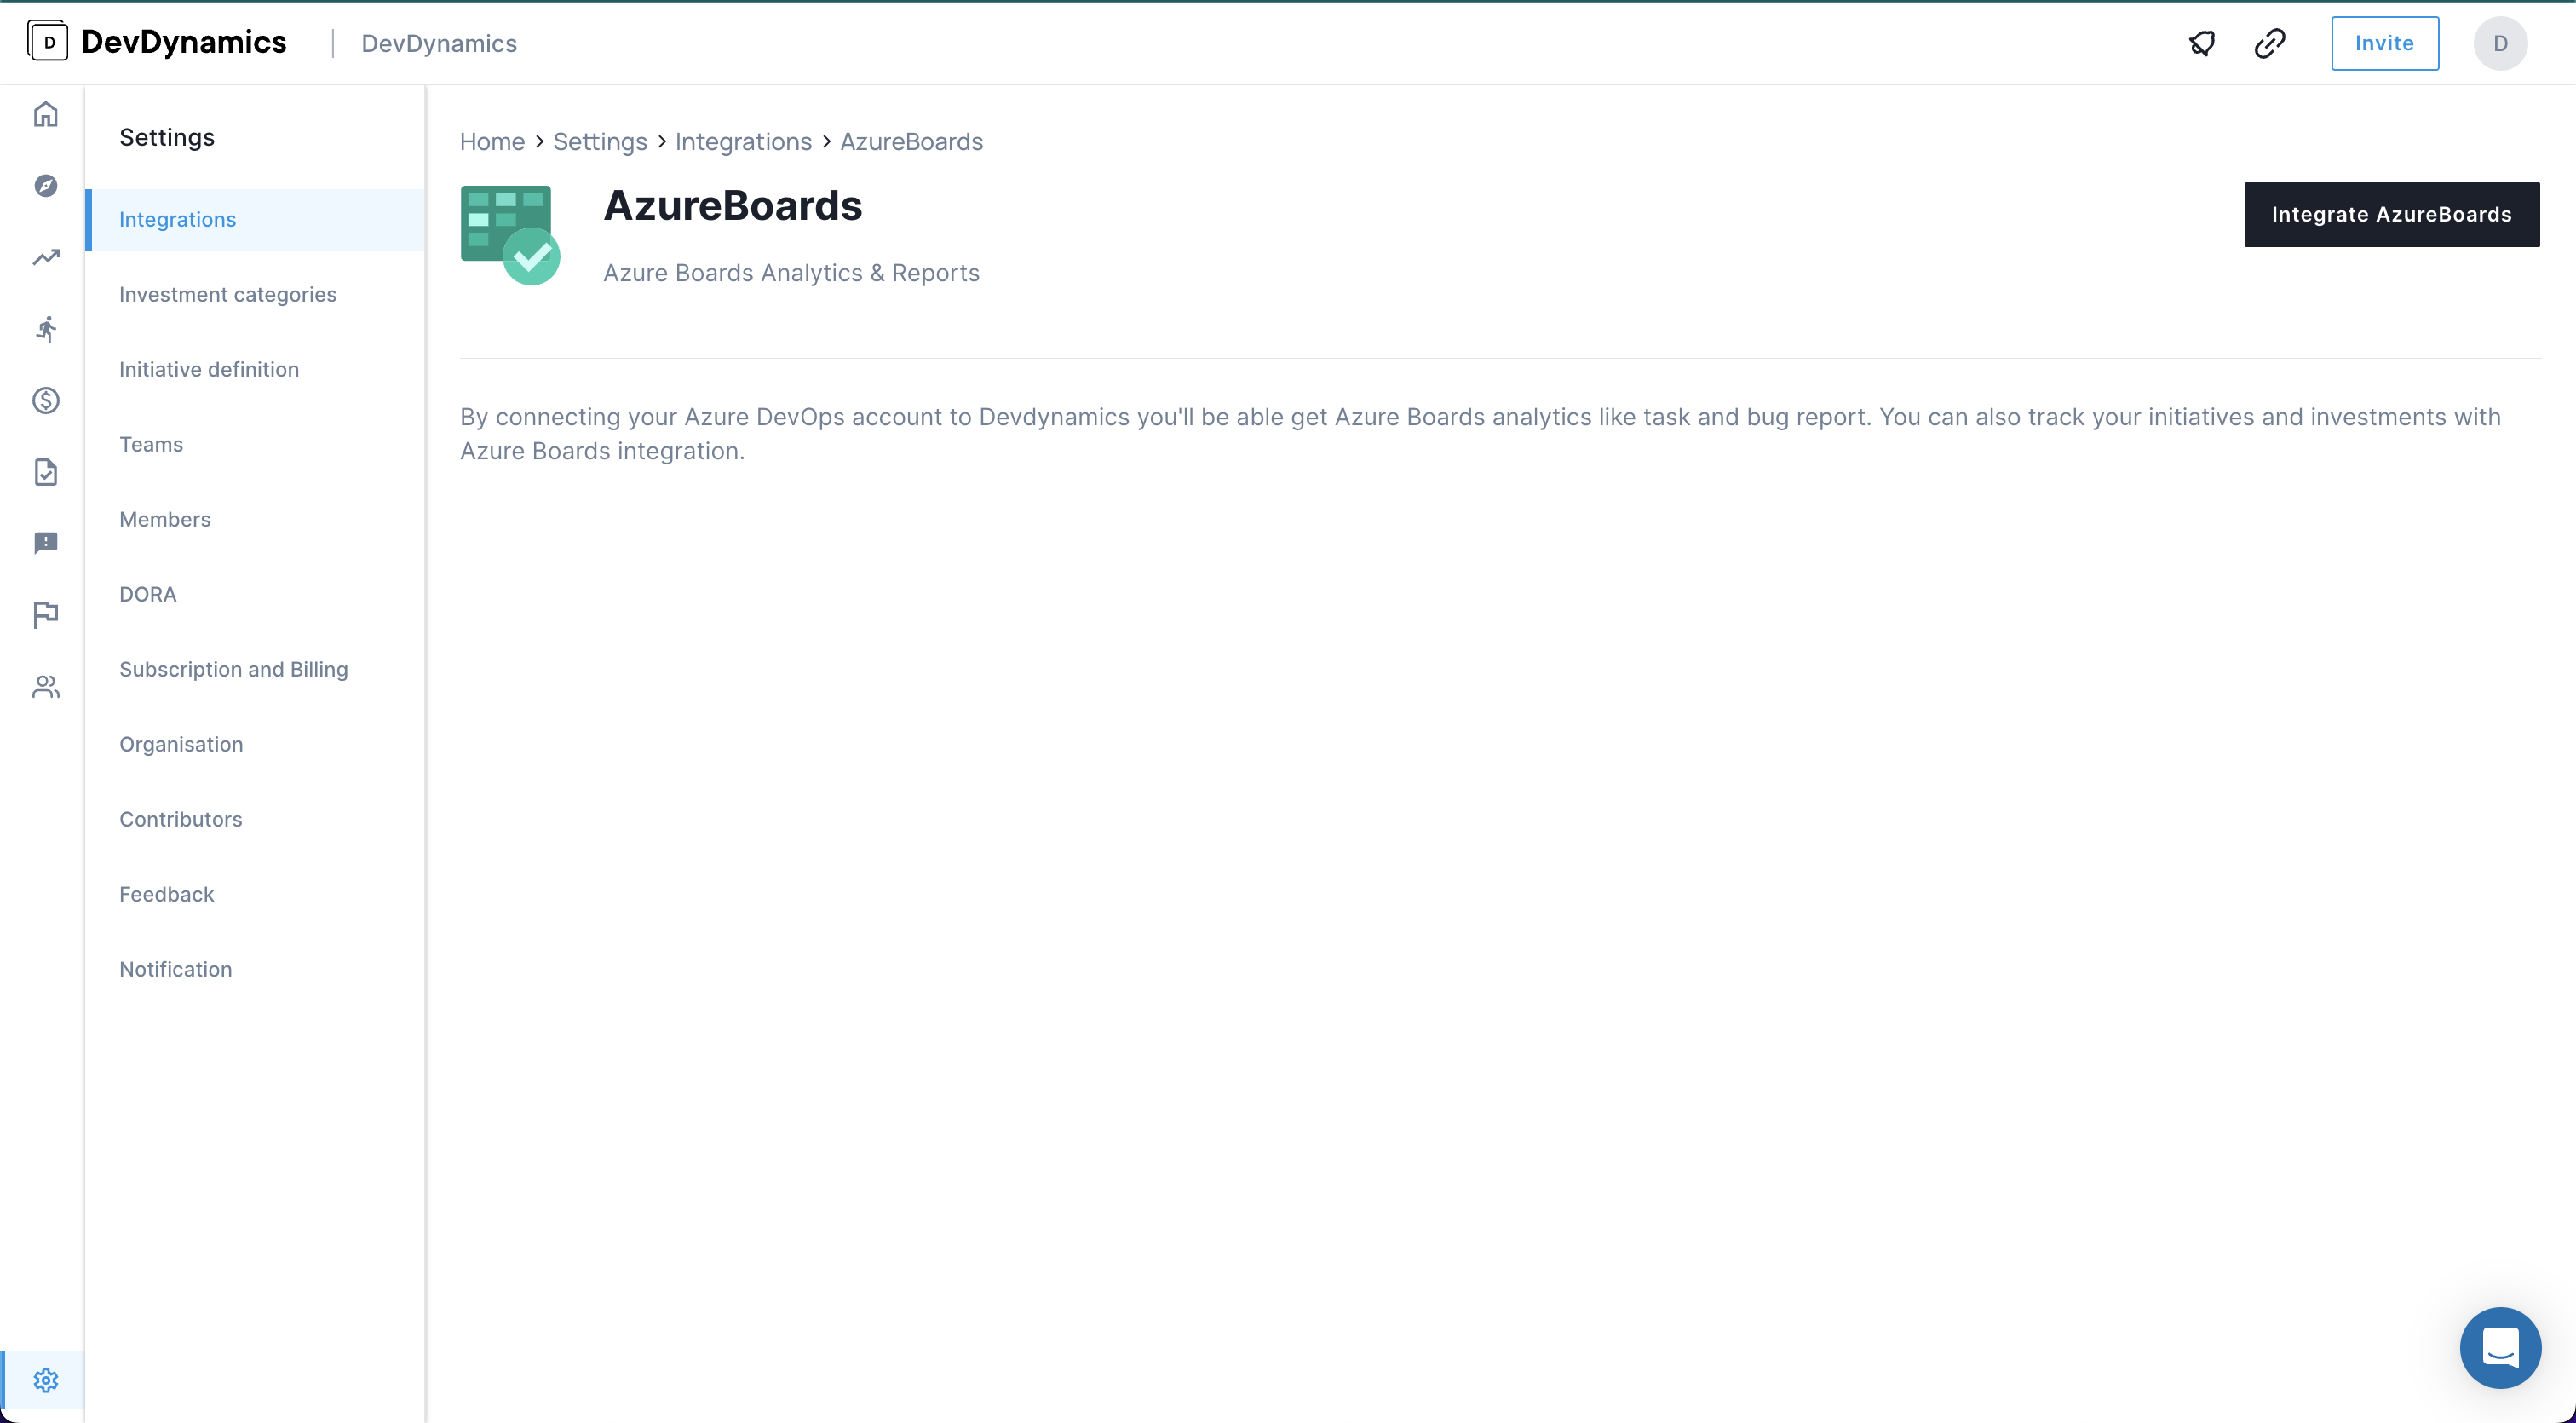 D DevDynamics | DevDynamics
Invite
D
Settings
Integrations
Investment categories
Initiative definition
Teams
Members
DORA
Subscription and Billing
Organisation
Contributors
Feedback
Notification
Home > Settings > Integrations > AzureBoards
AzureBoards
Integrate AzureBoards
Azure Boards Analytics & Reports
By connecting your Azure DevOps account to Devdynamics you'll be able get Azure Boards analytics like task and bug report. You can also track your initiatives and investments with
Azure Boards integration.